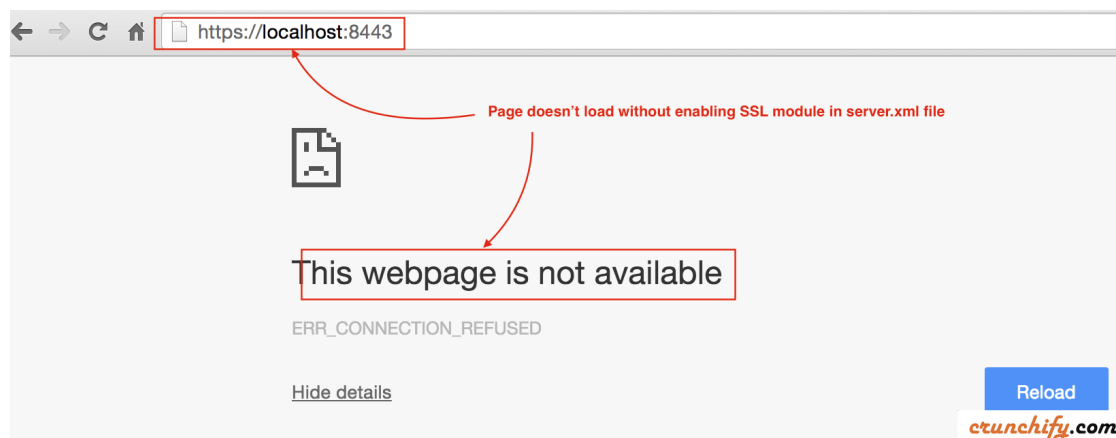 https://localhost:8443
Page doesn't load without enabling SSL module in server.xml file
This webpage is not available
ERR_CONNECTION_REFUSED
Hide details
Reload
crunchify.com